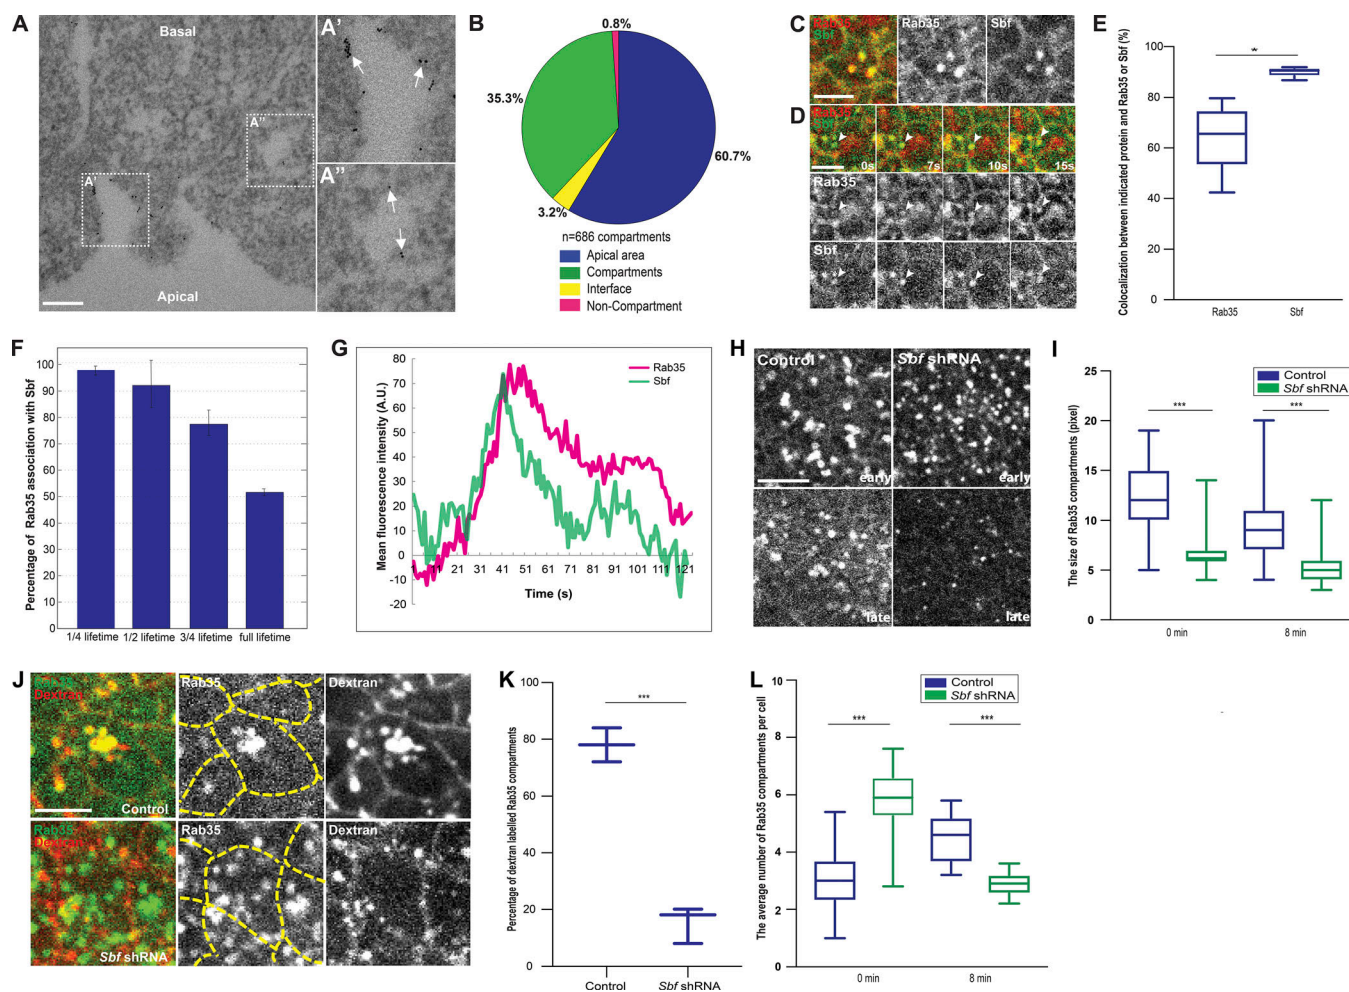 A
Basal
A'
A''
Apical
A'
A''
B
0.8%
35.3%
60.7%
3.2%
n=686 compartments
Apical area
Compartments
Interface
Non-Compartment
C
Rab35
Sbf
Rab35
Sbf
D
Rab35
Sbf
0s
7s
10s
15s
Rab35
Sbf
E
Colocalization between indicated protein and Rab35 or Sbf (%)
100
80
60
40
20
0
*
Rab35
Sbf
F
Percentage of Rab35 association with Sbf
100
90
80
70
60
50
40
30
20
10
0
1/4 lifetime
1/2 lifetime
3/4 lifetime
full lifetime
G
Mean fluorescence intensity (A.U.)
80
70
60
50
40
30
20
10
0
-10
-20
Rab35
Sbf
1 11 21 31 41 51 61 71 81 91 101 111 121
Time (s)
H
Control
Sbf shRNA
early
early
late
late
I
Control
Sbf shRNA
The size of Rab35 compartments (pixel)
25
20
15
10
5
0
***
***
0 min
8 min
J
Rab35
Dextran
Control
Rab35
Dextran
Rab35
Dextran
Sbf shRNA
Rab35
Dextran
K
Percentage of dextran labelled Rab35 compartments
100
80
60
40
20
0
***
Control
Sbf shRNA
L
Control
Sbf shRNA
The average number of Rab35 compartments per cell
10
8
6
4
2
0
***
***
0 min
8 min